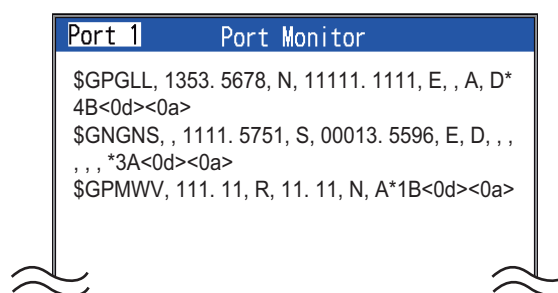 Port 1 Port Monitor
$GPGLL, 1353. 5678, N, 11111. 1111, E, , A, D*
4B<0d><0a>
$GNGNS, , 1111. 5751, S, 00013. 5596, E, D, , ,
, , , *3A<0d><0a>
$GPMWV, 111. 11, R, 11. 11, N, A*1B<0d><0a>